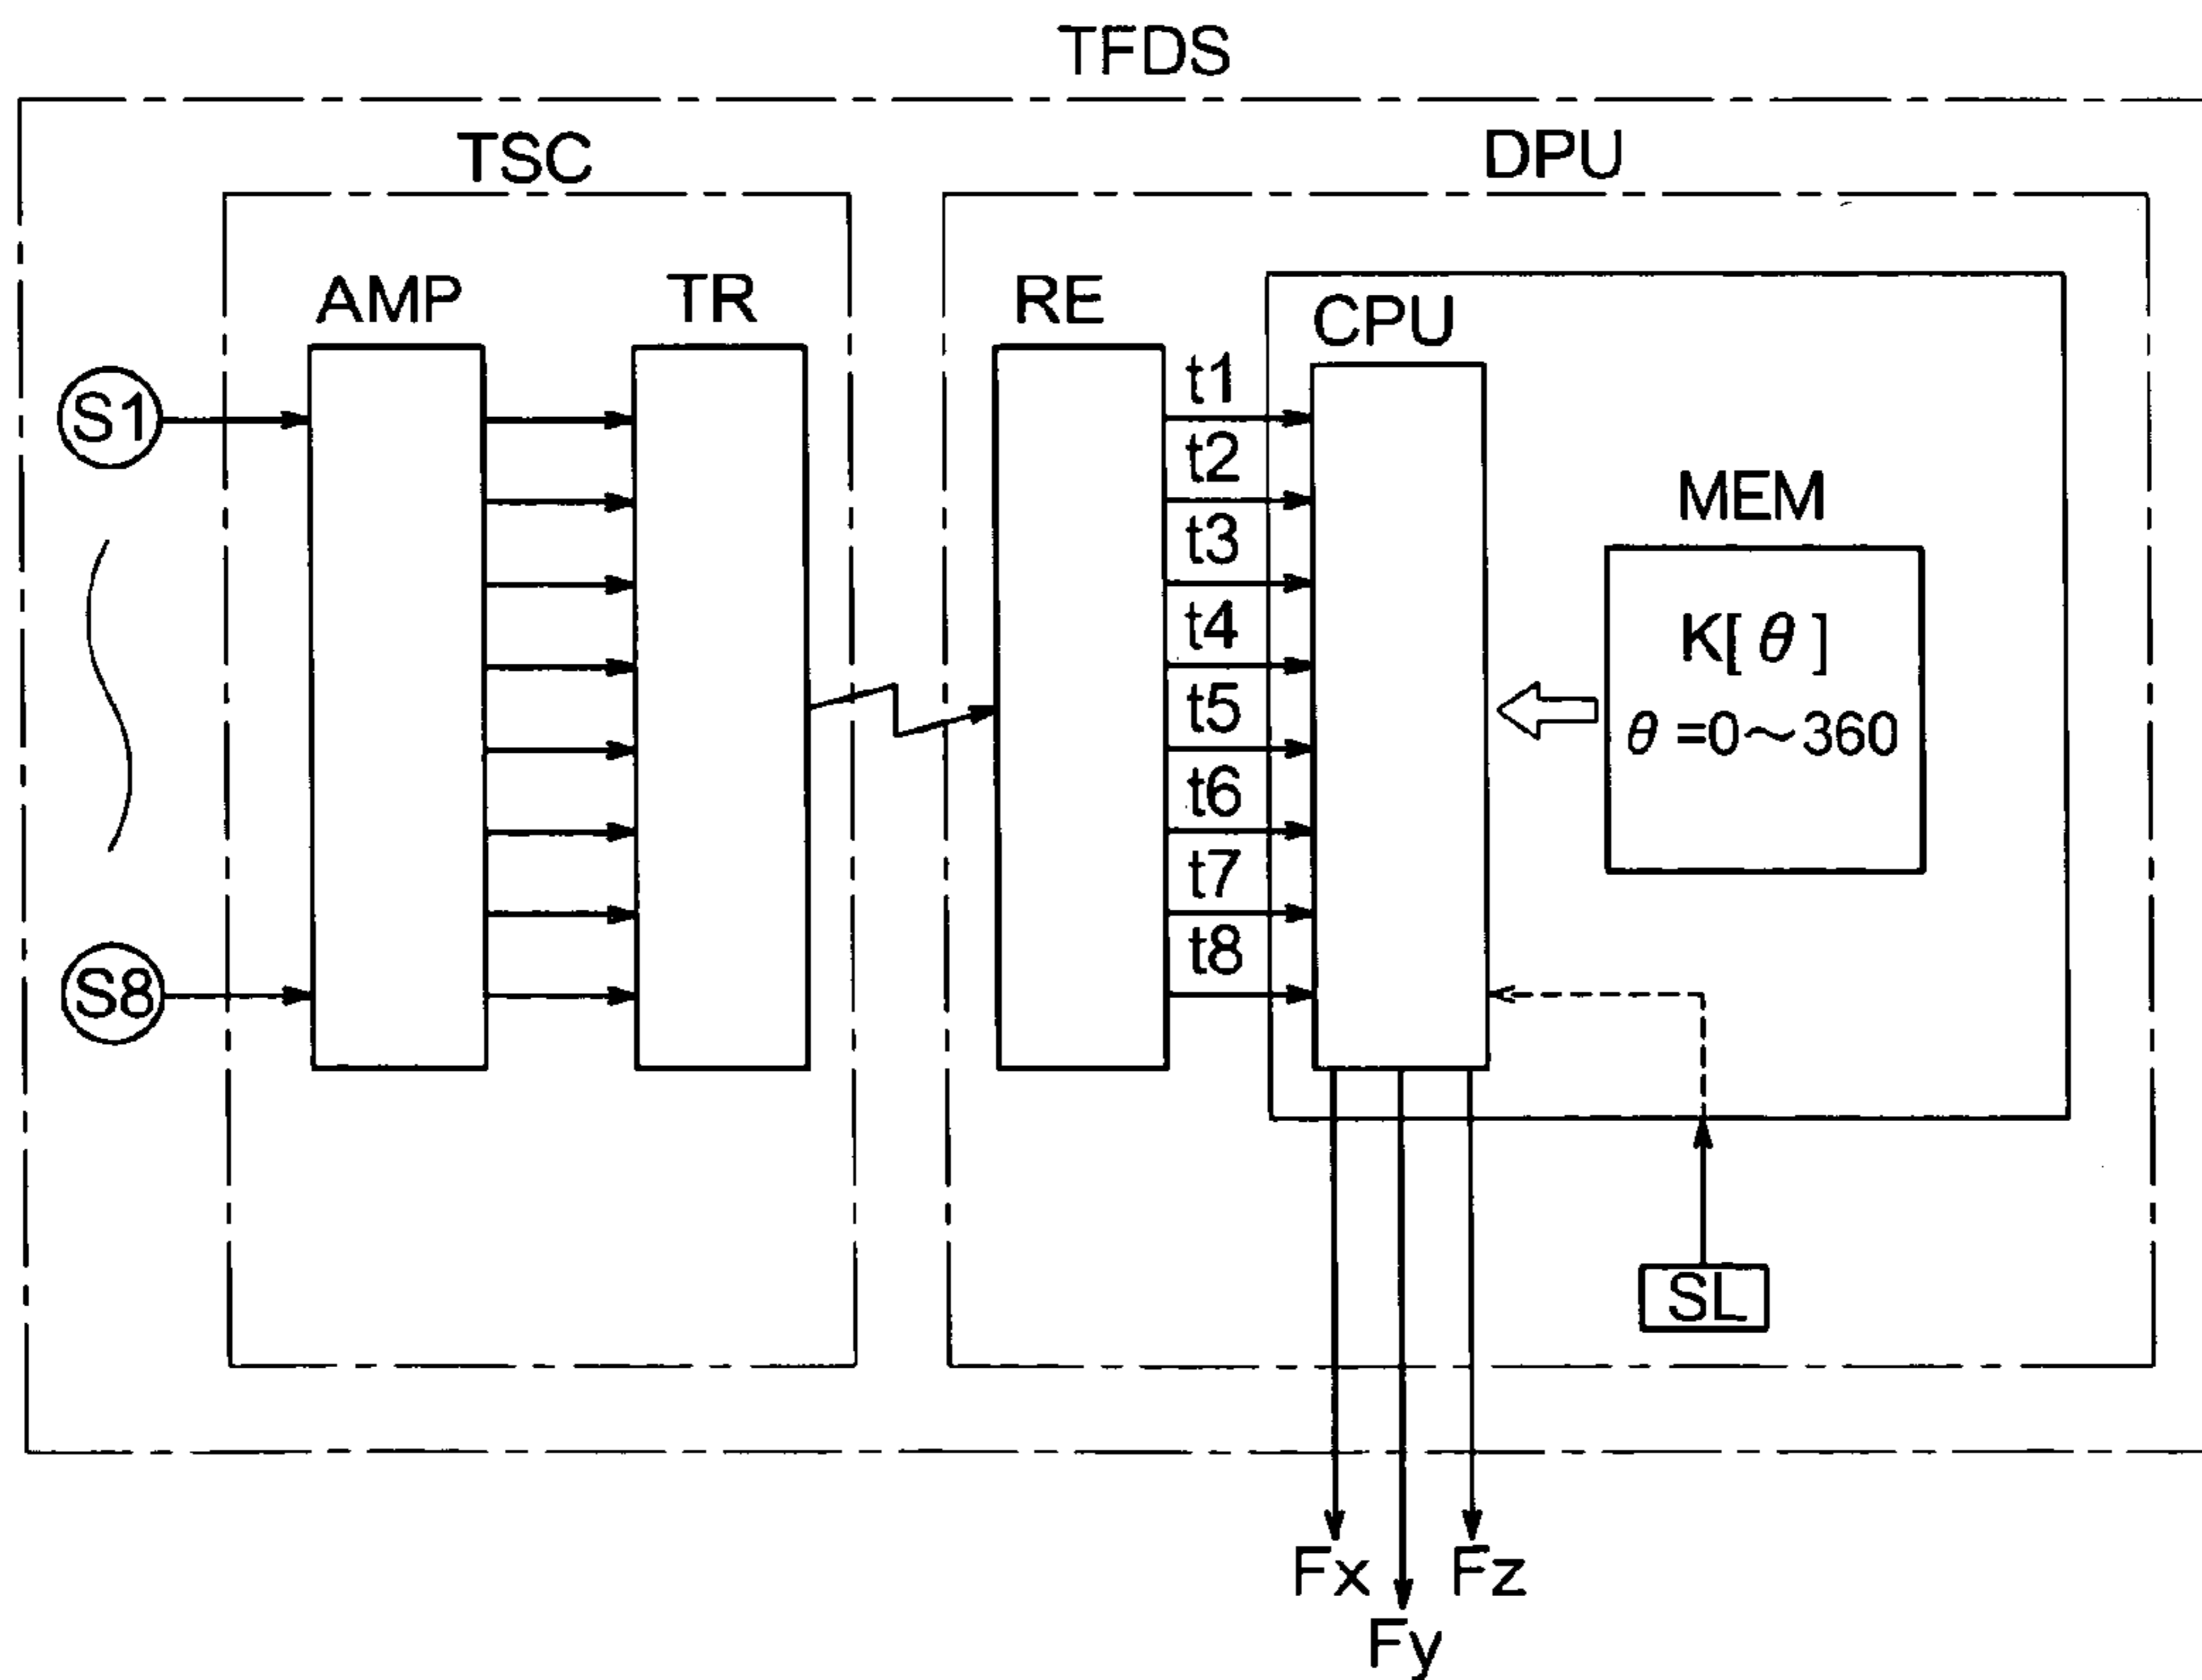 TFDS
TSC
DPU
AMP
TR
RE
CPU
S1
S8
t1
t2
t3
t4
t5
t6
t7
t8
MEM
K[ θ ]
θ =0～360
SL
Fx
Fy
Fz